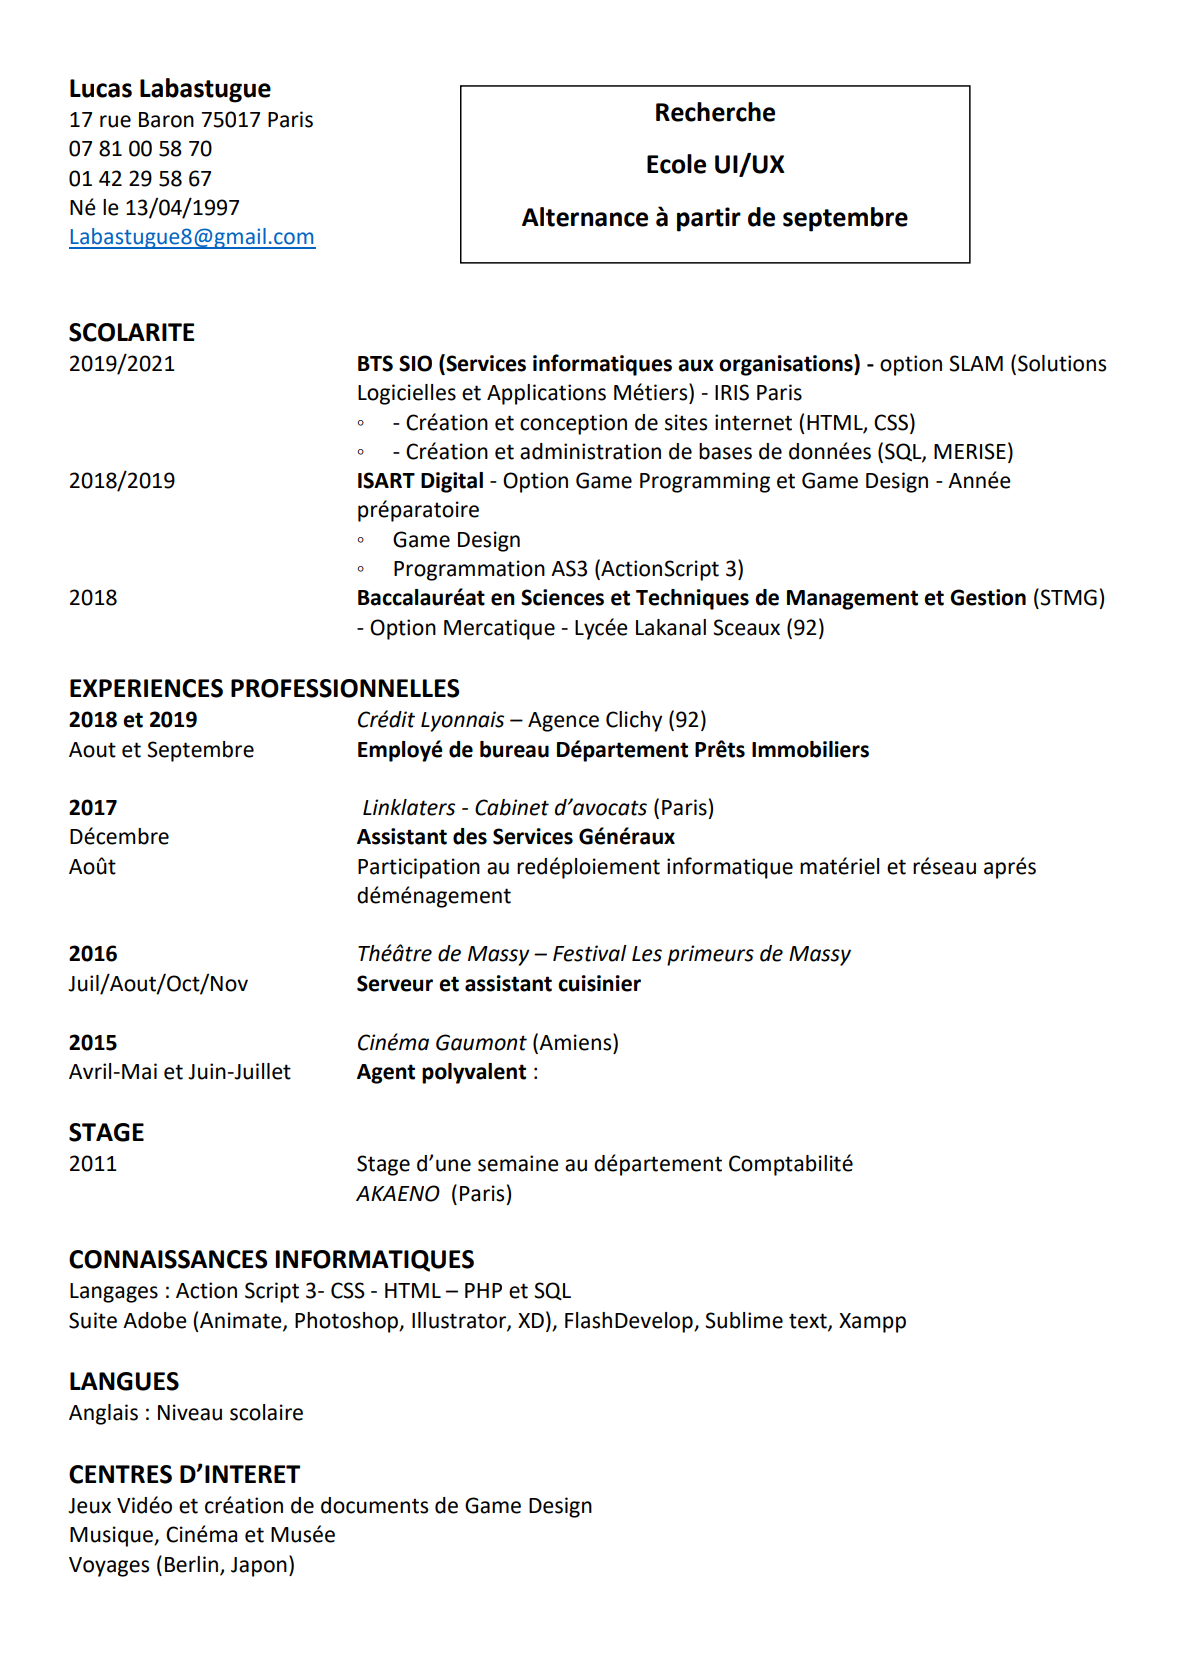 Lucas Labastugue
17 rue Baron 75017 Paris
07 81 00 58 70
01 42 29 58 67
Né le 13/04/1997
Labastugue8@gmail.com
Recherche
Ecole UI/UX
Alternance à partir de septembre
SCOLARITE
2019/2021 BTS SIO (Services informatiques aux organisations) - option SLAM (Solutions
Logicielles et Applications Métiers) - IRIS Paris
◦ - Création et conception de sites internet (HTML, CSS)
◦ - Création et administration de bases de données (SQL, MERISE)
2018/2019 ISART Digital - Option Game Programming et Game Design - Année
préparatoire
◦ Game Design
◦ Programmation AS3 (ActionScript 3)
2018 Baccalauréat en Sciences et Techniques de Management et Gestion (STMG)
- Option Mercatique - Lycée Lakanal Sceaux (92)
EXPERIENCES PROFESSIONNELLES
2018 et 2019 Crédit Lyonnais – Agence Clichy (92)
Aout et Septembre Employé de bureau Département Prêts Immobiliers
2017 Linklaters - Cabinet d’avocats (Paris)
Décembre Assistant des Services Généraux
Août Participation au redéploiement informatique matériel et réseau aprés
déménagement
2016 Théâtre de Massy – Festival Les primeurs de Massy
Juil/Aout/Oct/Nov Serveur et assistant cuisinier
2015 Cinéma Gaumont (Amiens)
Avril-Mai et Juin-Juillet Agent polyvalent :
STAGE
2011 Stage d’une semaine au département Comptabilité
AKAENO (Paris)
CONNAISSANCES INFORMATIQUES
Langages : Action Script 3- CSS - HTML – PHP et SQL
Suite Adobe (Animate, Photoshop, Illustrator, XD), FlashDevelop, Sublime text, Xampp
LANGUES
Anglais : Niveau scolaire
CENTRES D’INTERET
Jeux Vidéo et création de documents de Game Design
Musique, Cinéma et Musée
Voyages (Berlin, Japon)